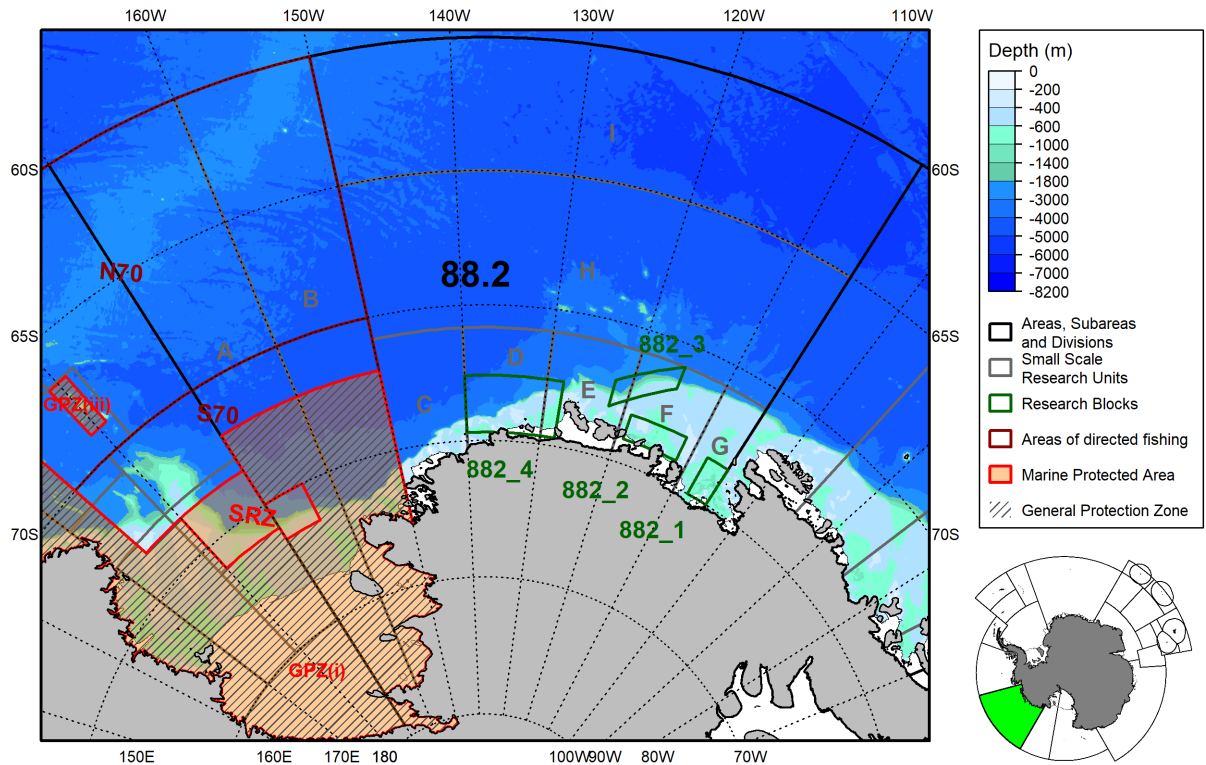 160W 150W 140W 130W 120W 110W
60S 60S
I
N70
88.2
H
B
65S 65S
882_3
A
D
E
GPZ(iii)
S70
C
F
G
882_4
882_2
SRZ
882_1
70S 70S
GPZ(i)
150E 160E 170E 180 100W 90W 80W 70W
Depth (m)
0
-200
-400
-600
-1000
-1400
-1800
-3000
-4000
-5000
-6000
-7000
-8200
Areas, Subareas
and Divisions
Small Scale
Research Units
Research Blocks
Areas of directed fishing
Marine Protected Area
General Protection Zone